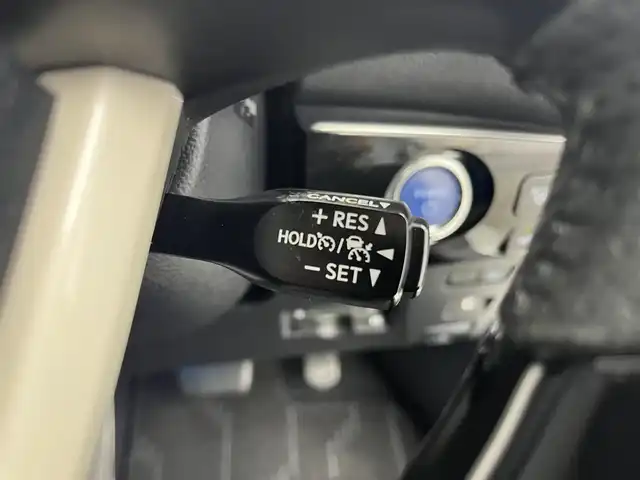 CANCEL▼
+ RES ▲
HOLD / ◀
− SET ▼